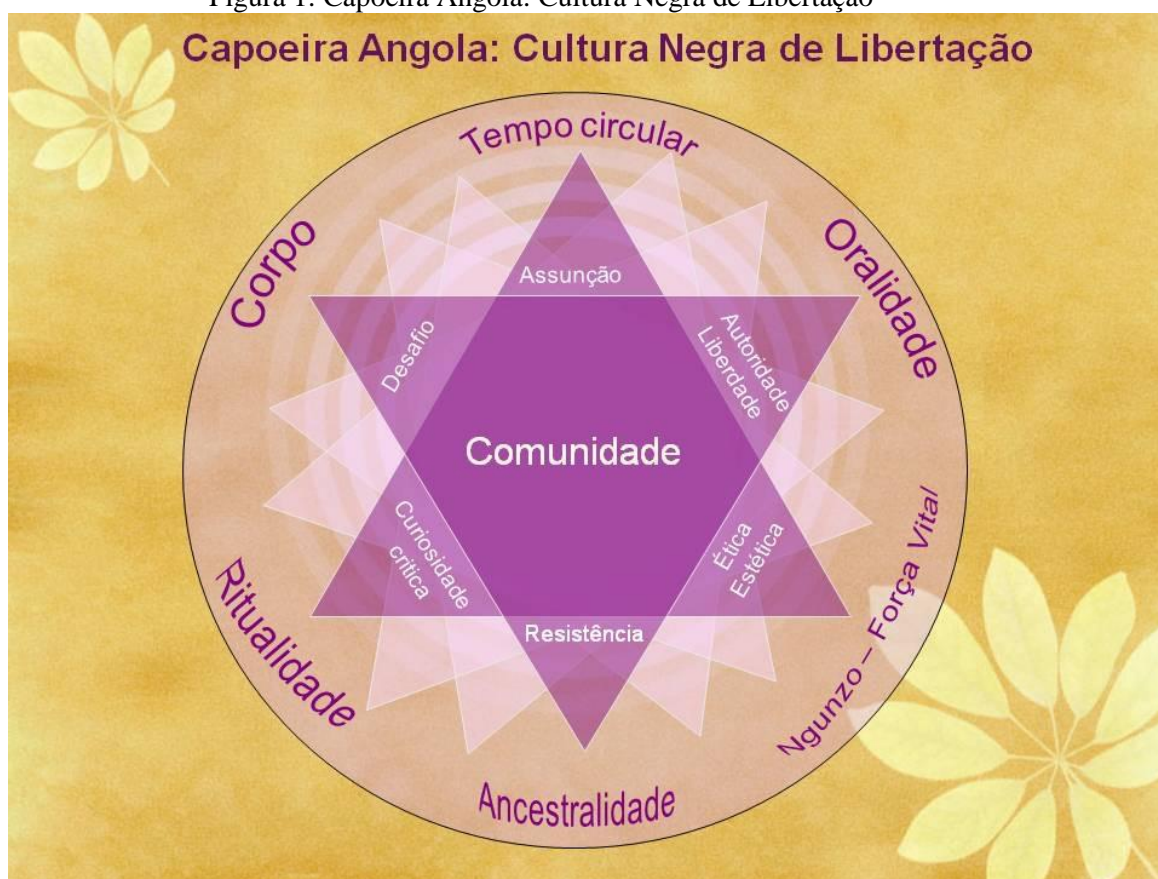 Figura 1: Capoeira Angola: Cultura Negra de Libertação
Capoeira Angola: Cultura Negra de Libertação
Tempo circular
Corpo
Oralidade
Assunção
Desafio
Autoridade
Liberdade
Comunidade
Curiosidade
crítica
Ética
Estética
Resistência
Ritualidade
Ngunzo – Força Vital
Ancestralidade